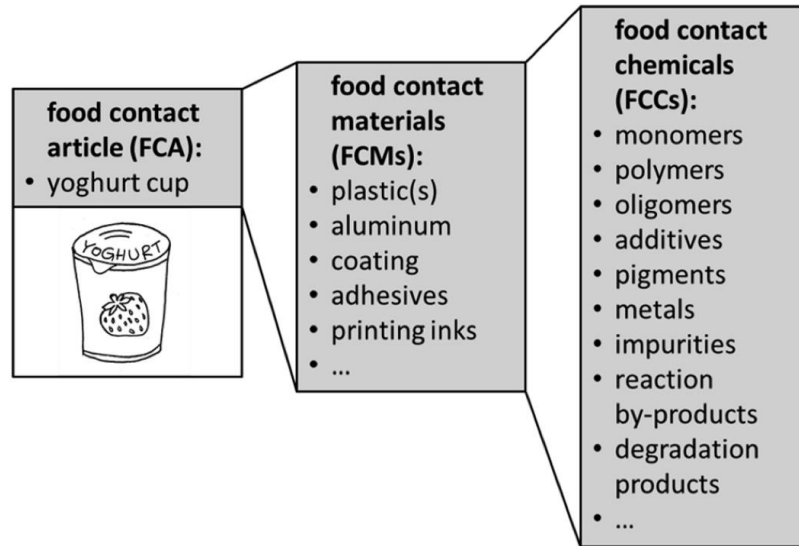 food contact
article (FCA):
• yoghurt cup
YOGHURT
food contact
materials
(FCMs):
• plastic(s)
• aluminum
• coating
• adhesives
• printing inks
• ...
food contact
chemicals
(FCCs):
• monomers
• polymers
• oligomers
• additives
• pigments
• metals
• impurities
• reaction
by-products
• degradation
products
• ...